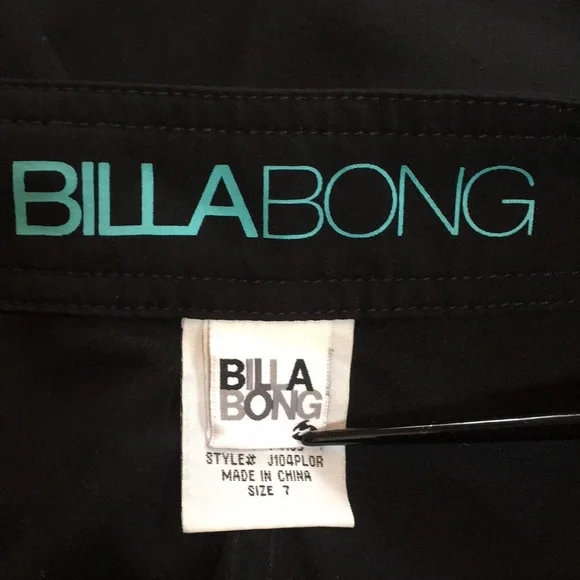 BILLABONG
BILLA
BONG
STYLE# J104PLOR
MADE IN CHINA
SIZE 7